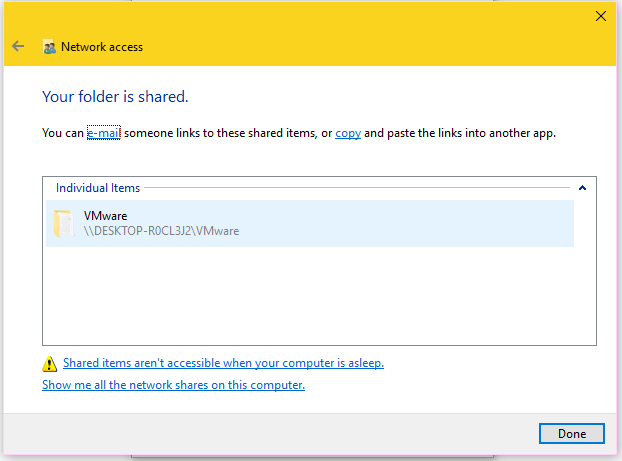 Network access
Your folder is shared.
You can e-mail someone links to these shared items, or copy and paste the links into another app.
Individual Items
VMware
\\DESKTOP-R0CL3J2\VMware
Shared items aren't accessible when your computer is asleep.
Show me all the network shares on this computer.
Done